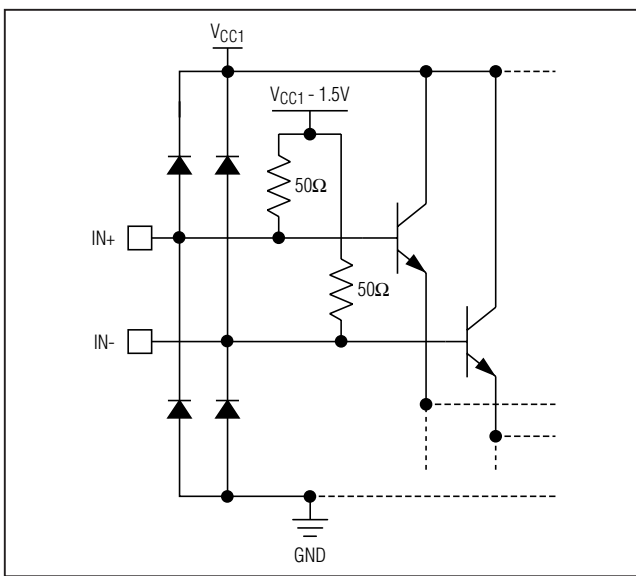 VCC1
VCC1 - 1.5V
50Ω
IN+
50Ω
IN-
GND